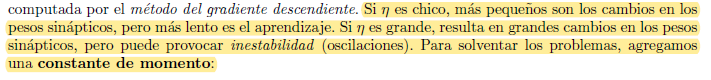 computada por el método del gradiente descendiente. Si η es chico, más pequeños son los cambios en los
pesos sinápticos, pero más lento es el aprendizaje. Si η es grande, resulta en grandes cambios en los pesos
sinápticos, pero puede provocar inestabilidad (oscilaciones). Para solventar los problemas, agregamos
una constante de momento: